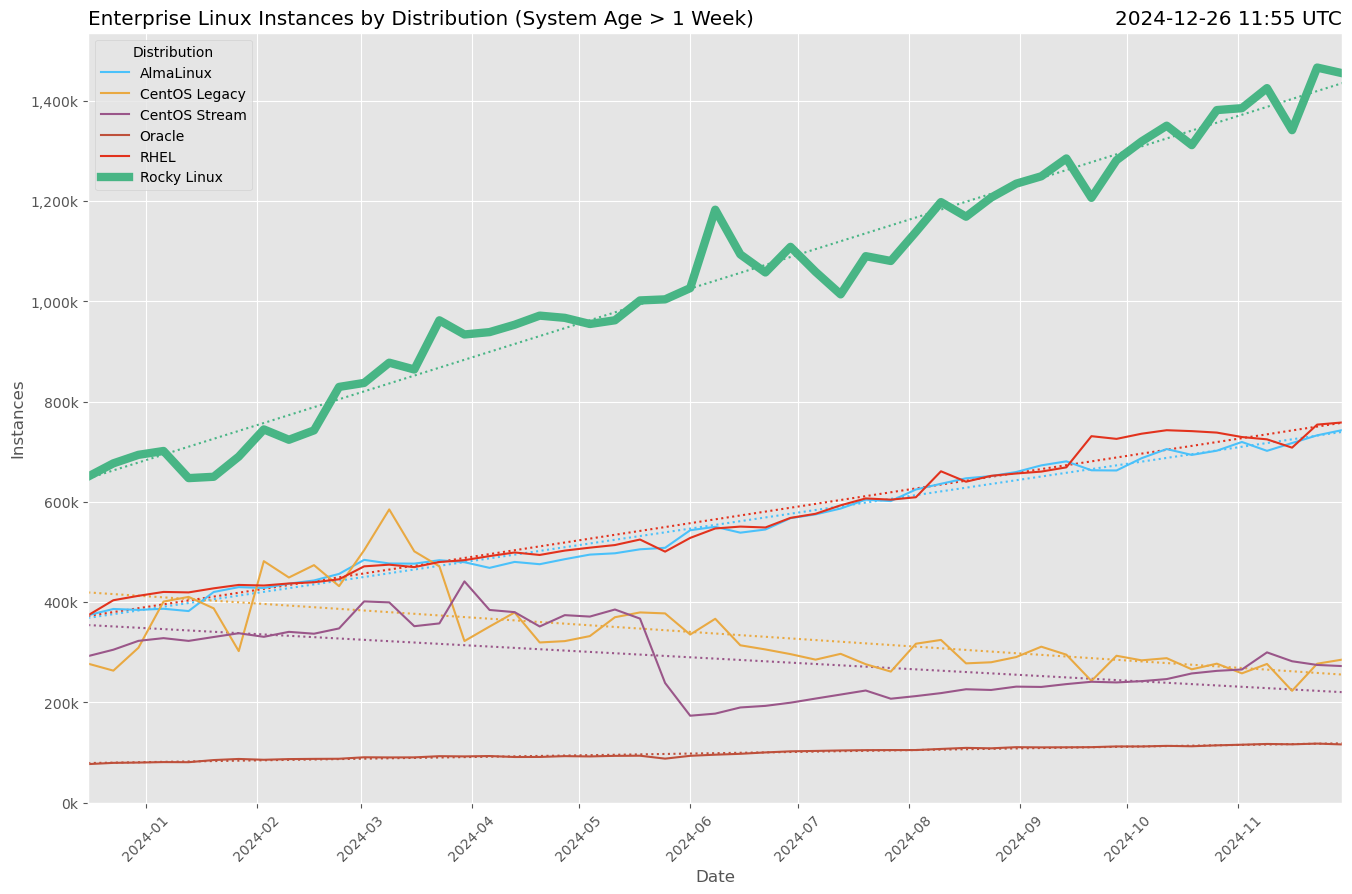 Enterprise Linux Instances by Distribution (System Age > 1 Week)
2024-12-26 11:55 UTC
Distribution
AlmaLinux
CentOS Legacy
CentOS Stream
Oracle
RHEL
Rocky Linux
1,400k
1,200k
1,000k
800k
600k
400k
200k
0k
Instances
2024-01
2024-02
2024-03
2024-04
2024-05
2024-06
2024-07
2024-08
2024-09
2024-10
2024-11
Date